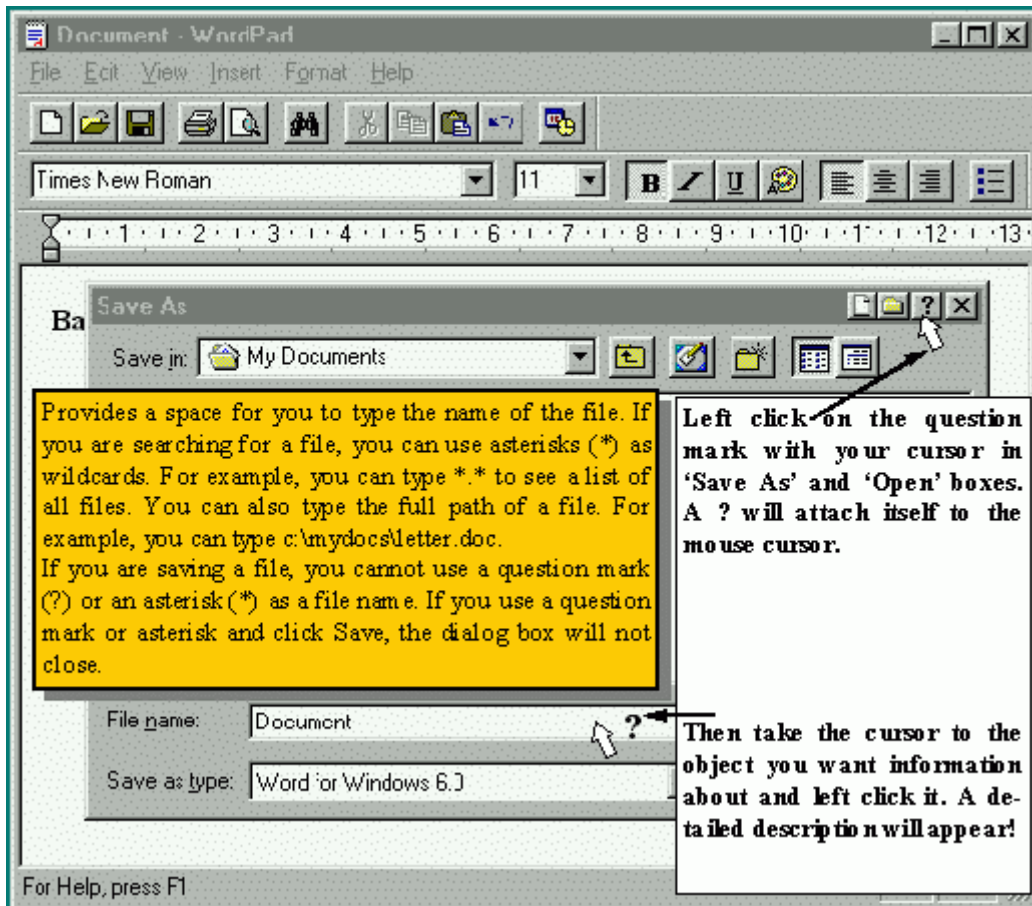 Document - WordPad
File Edit View Insert Format Help
Times New Roman 11 B I U
1 2 3 4 5 6 7 8 9 10 11 12 13
Save As ?
Ba
Save in: My Documents
Provides a space for you to type the name of the file. If
you are searching for a file, you can use asterisks (*) as
wildcards. For example, you can type *.* to see a list of
all files. You can also type the full path of a file. For
example, you can type c:\mydocs\letter.doc.
If you are saving a file, you cannot use a question mark
(?) or an asterisk (*) as a file name. If you use a question
mark or asterisk and click Save, the dialog box will not
close.
Left click on the question
mark with your cursor in
‘Save As’ and ‘Open’ boxes.
A ? will attach itself to the
mouse cursor.
File name: Document ?
Save as type: Word for Windows 6.0
Then take the cursor to the
object you want information
about and left click it. A de-
tailed description will appear!
For Help, press F1